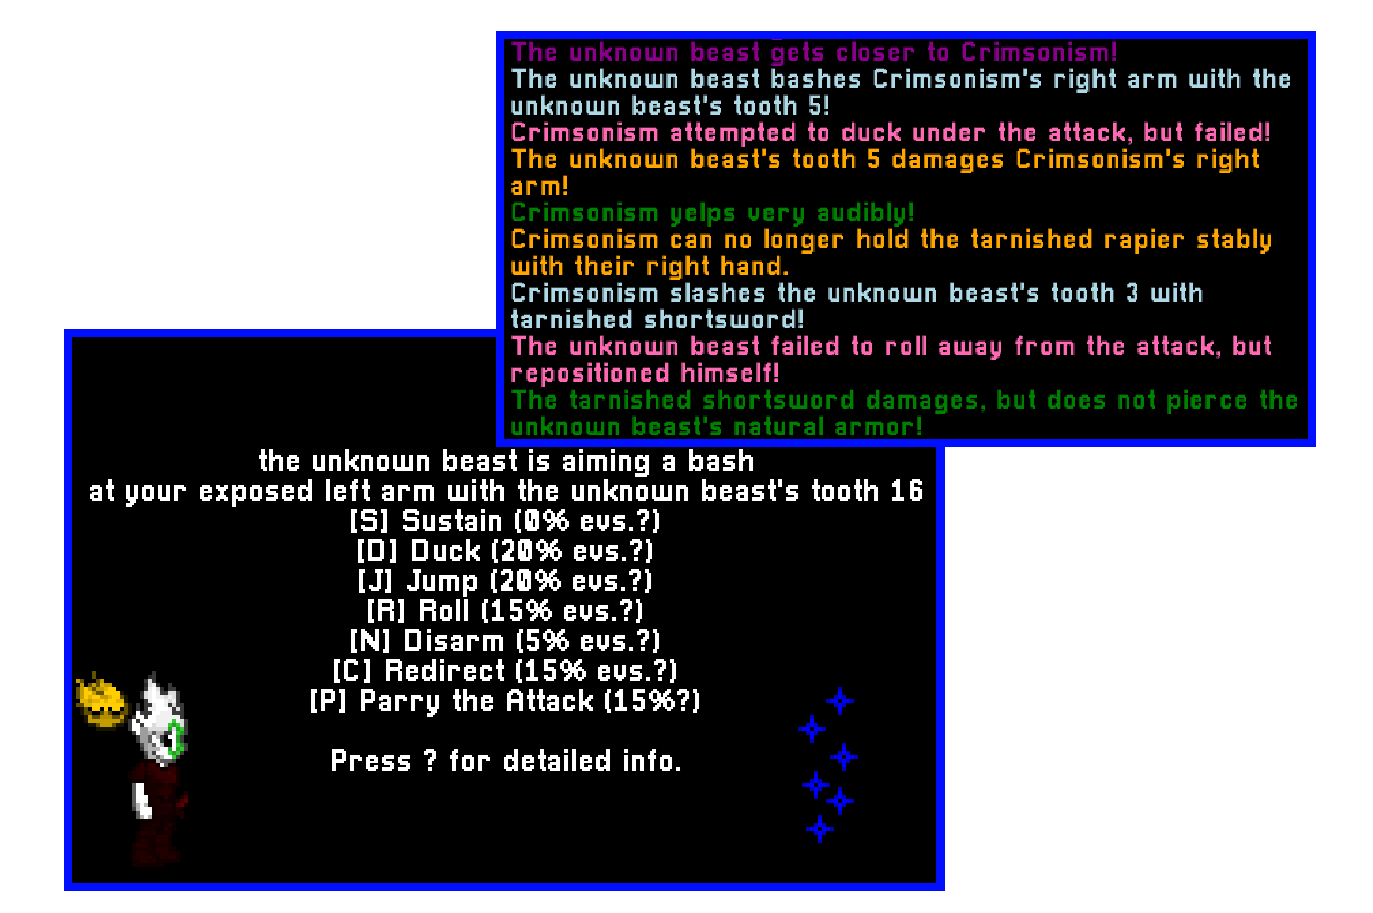 The unknown beast gets closer to Crimsonism!
The unknown beast bashes Crimsonism's right arm with the
unknown beast's tooth 5!
Crimsonism attempted to duck under the attack, but failed!
The unknown beast's tooth 5 damages Crimsonism's right
arm!
Crimsonism yelps very audibly!
Crimsonism can no longer hold the tarnished rapier stably
with their right hand.
Crimsonism slashes the unknown beast's tooth 3 with
tarnished shortsword!
The unknown beast failed to roll away from the attack, but
repositioned himself!
The tarnished shortsword damages, but does not pierce the
unknown beast's natural armor!
the unknown beast is aiming a bash
at your exposed left arm with the unknown beast's tooth 16
[S] Sustain (0% evs.?)
[D] Duck (20% evs.?)
[J] Jump (20% evs.?)
[R] Roll (15% evs.?)
[N] Disarm (5% evs.?)
[C] Redirect (15% evs.?)
[P] Parry the Attack (15%?)
Press ? for detailed info.